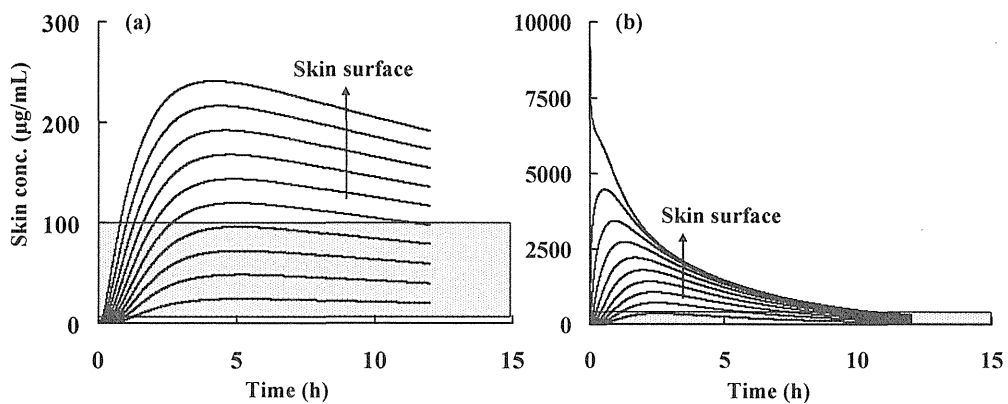 (a)
Skin conc. (μg/mL)
300
200
100
0
Skin surface
0 5 10 15
Time (h)
(b)
10000
7500
5000
2500
0
Skin surface
0 5 10 15
Time (h)